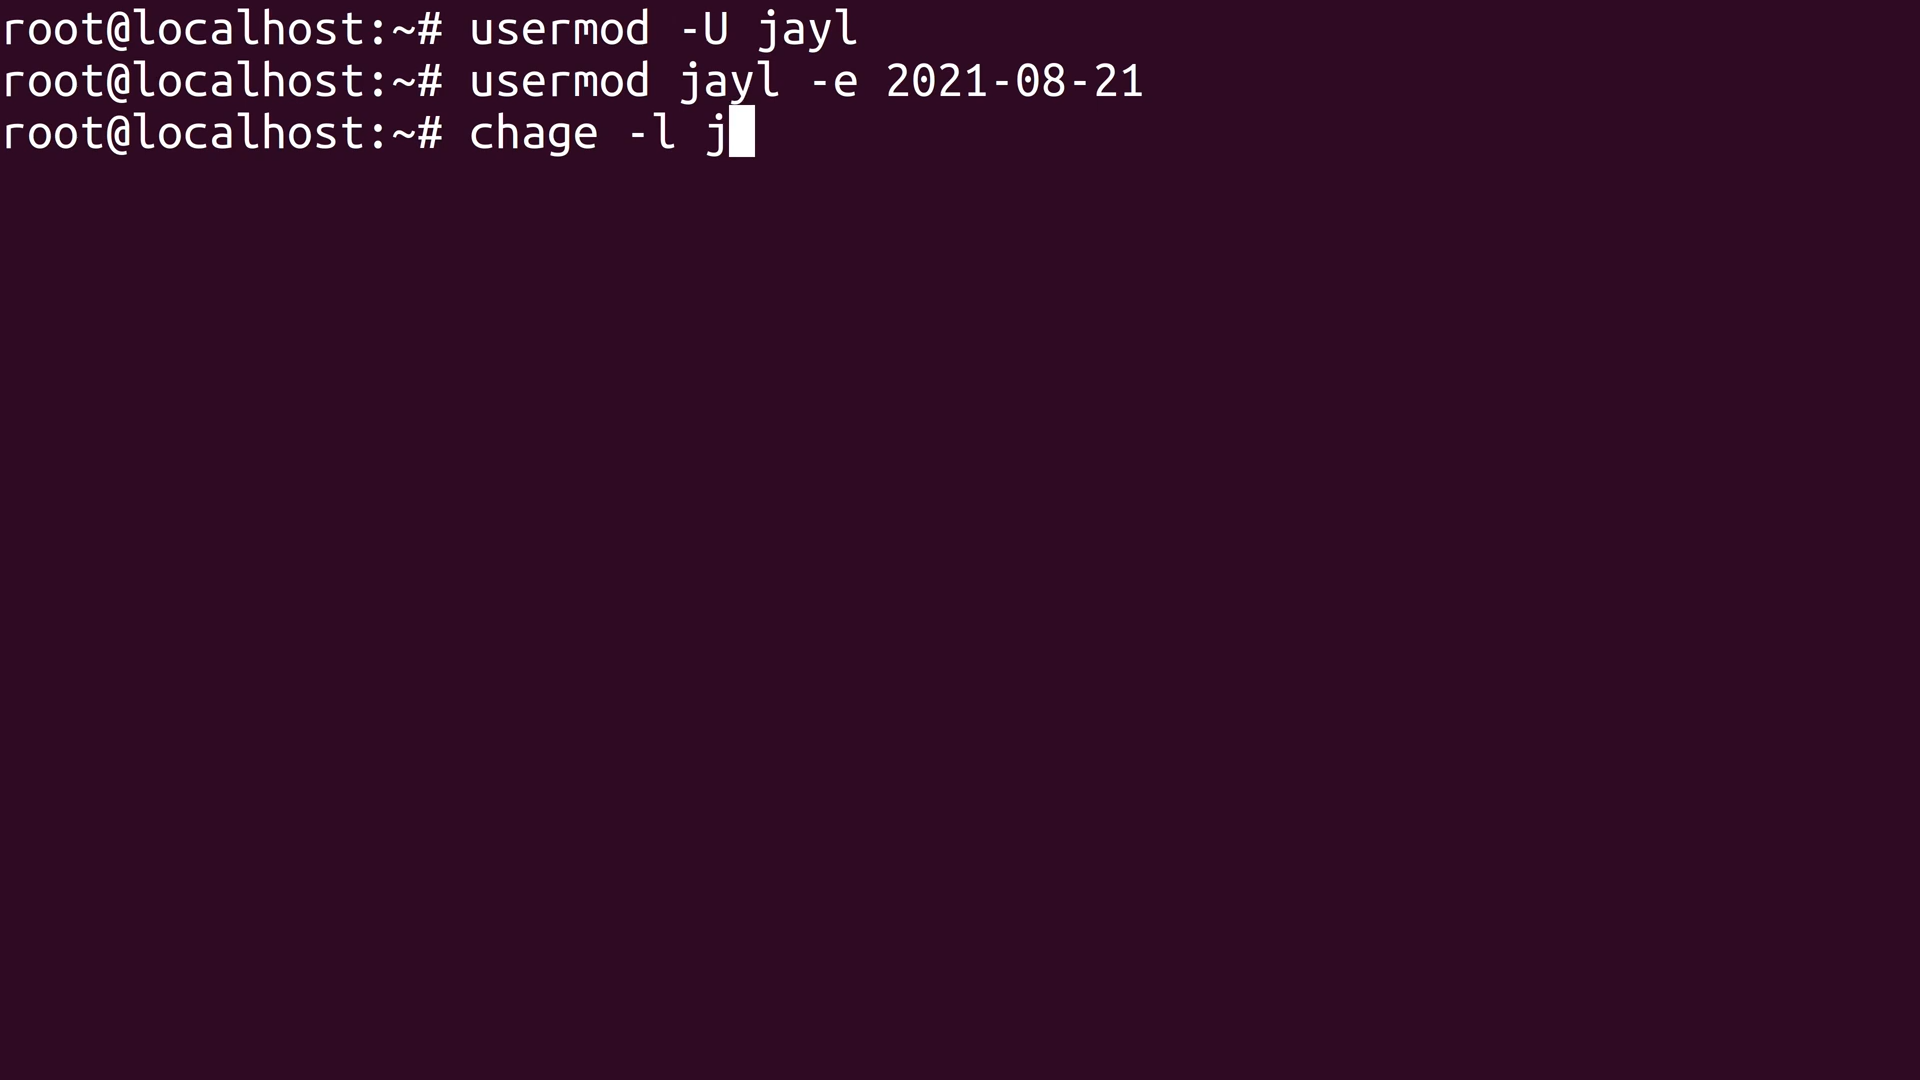 root@localhost:~# usermod -U jayl
root@localhost:~# usermod jayl -e 2021-08-21
root@localhost:~# chage -l j